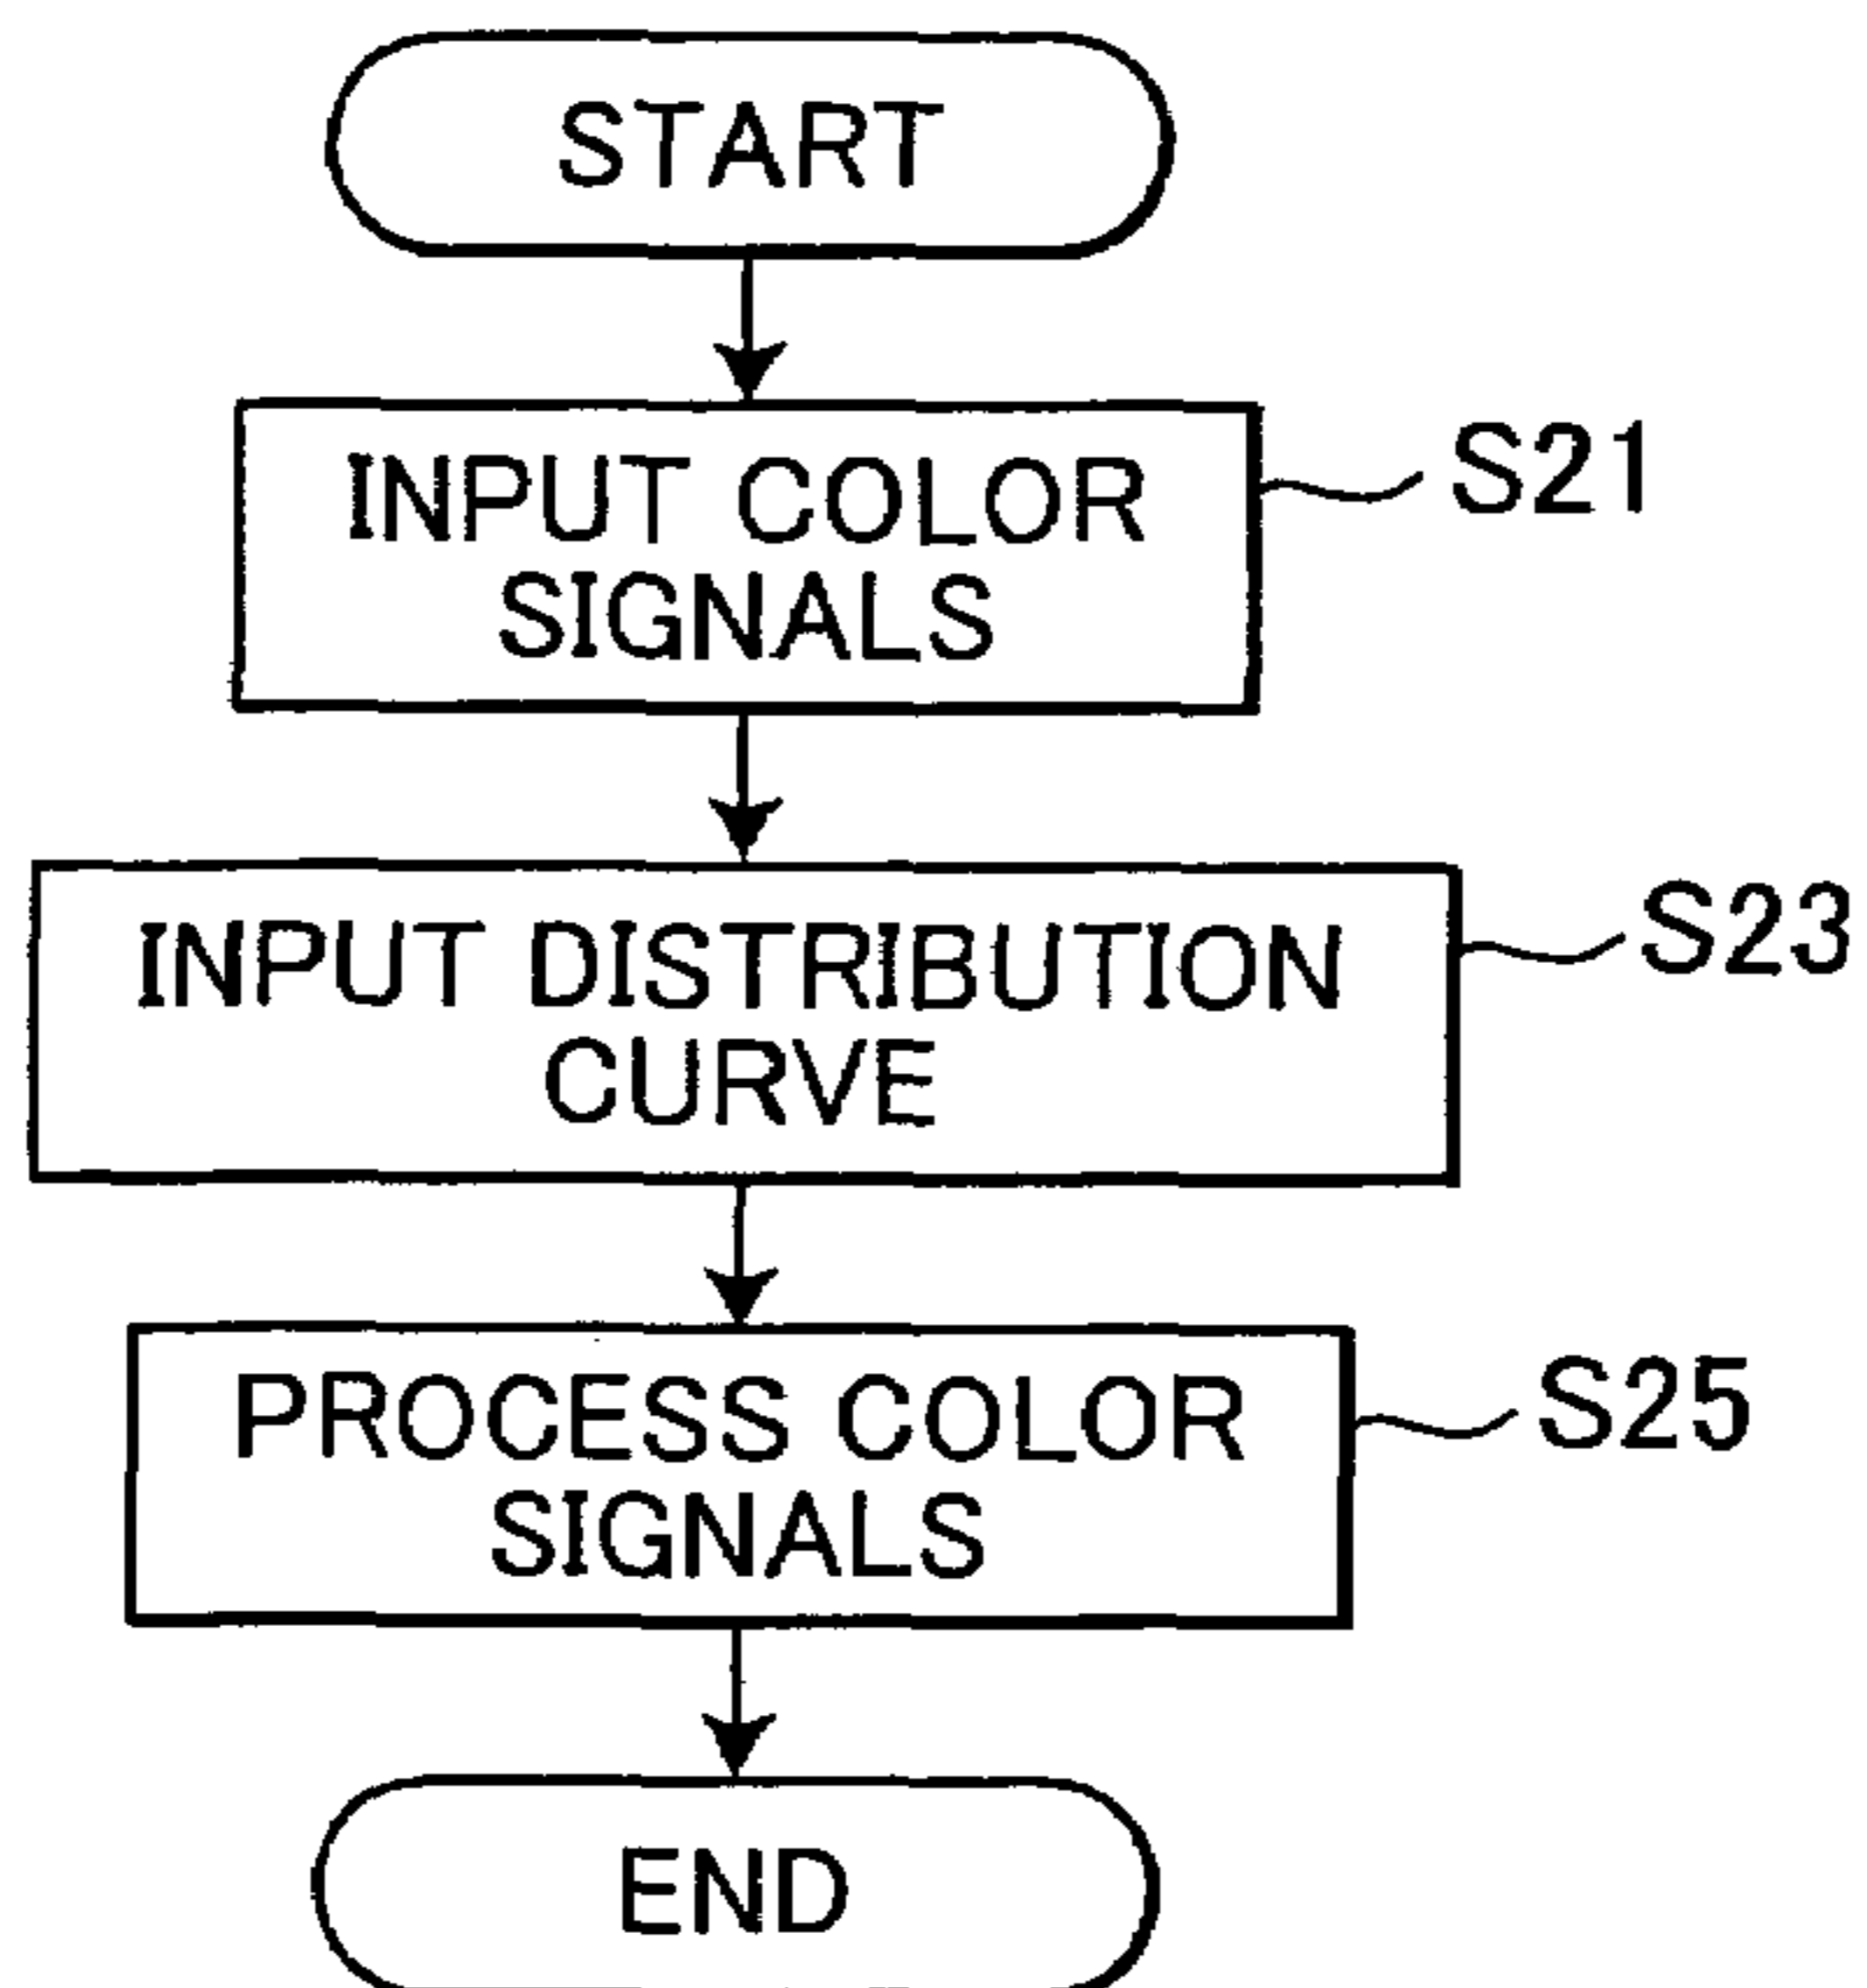 START
INPUT COLOR
SIGNALS
S21
INPUT DISTRIBUTION
CURVE
S23
PROCESS COLOR
SIGNALS
S25
END